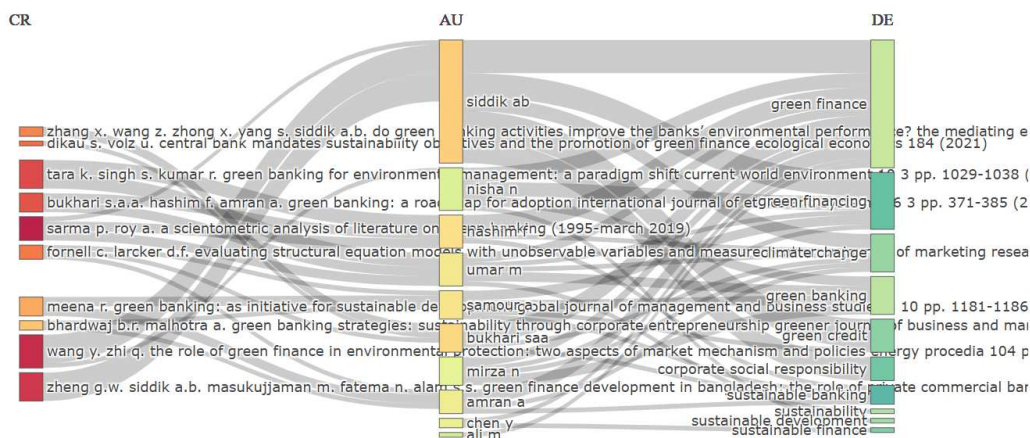 CR
AU
DE
zhang x. wang z. zhong x. yang s. siddik a.b. do green banking activities improve the banks' environmental performance? the mediating e
dikau s. volz u. central bank mandates sustainability objectives and the promotion of green finance ecological economics 184 (2021)
tara k. singh s. kumar r. green banking for environmental management: a paradigm shift current world environment 10 3 pp. 1029-1038 (
bukhari s.a.a. hashim f. amran a. green banking: a road map for adoption international journal of 6 3 pp. 371-385 (2
sarma p. roy a. a scientometric analysis of literature on banking (1995-march 2019)
fornell c. larcker d.f. evaluating structural equation models with unobservable variables and measure of marketing resea
meena r. green banking: as initiative for sustainable development global journal of management and business studies 10 pp. 1181-1186
bhardwaj b.r. malhotra a. green banking strategies: sustainability through corporate entrepreneurship greener journal of business and ma
wang y. zhi q. the role of green finance in environmental protection: two aspects of market mechanism and policies energy procedia 104 p
zheng g.w. siddik a.b. masukujjaman m. fatema n. alam s.s. green finance development in bangladesh: the role of private commercial ban
siddik ab
nisha n
hashim f
umar m
samour a
bukhari saa
mirza n
amran a
chen y
ali m
green finance
green financing
climate change
green banking
green credit
corporate social responsibility
sustainable banking
sustainability
sustainable development
sustainable finance